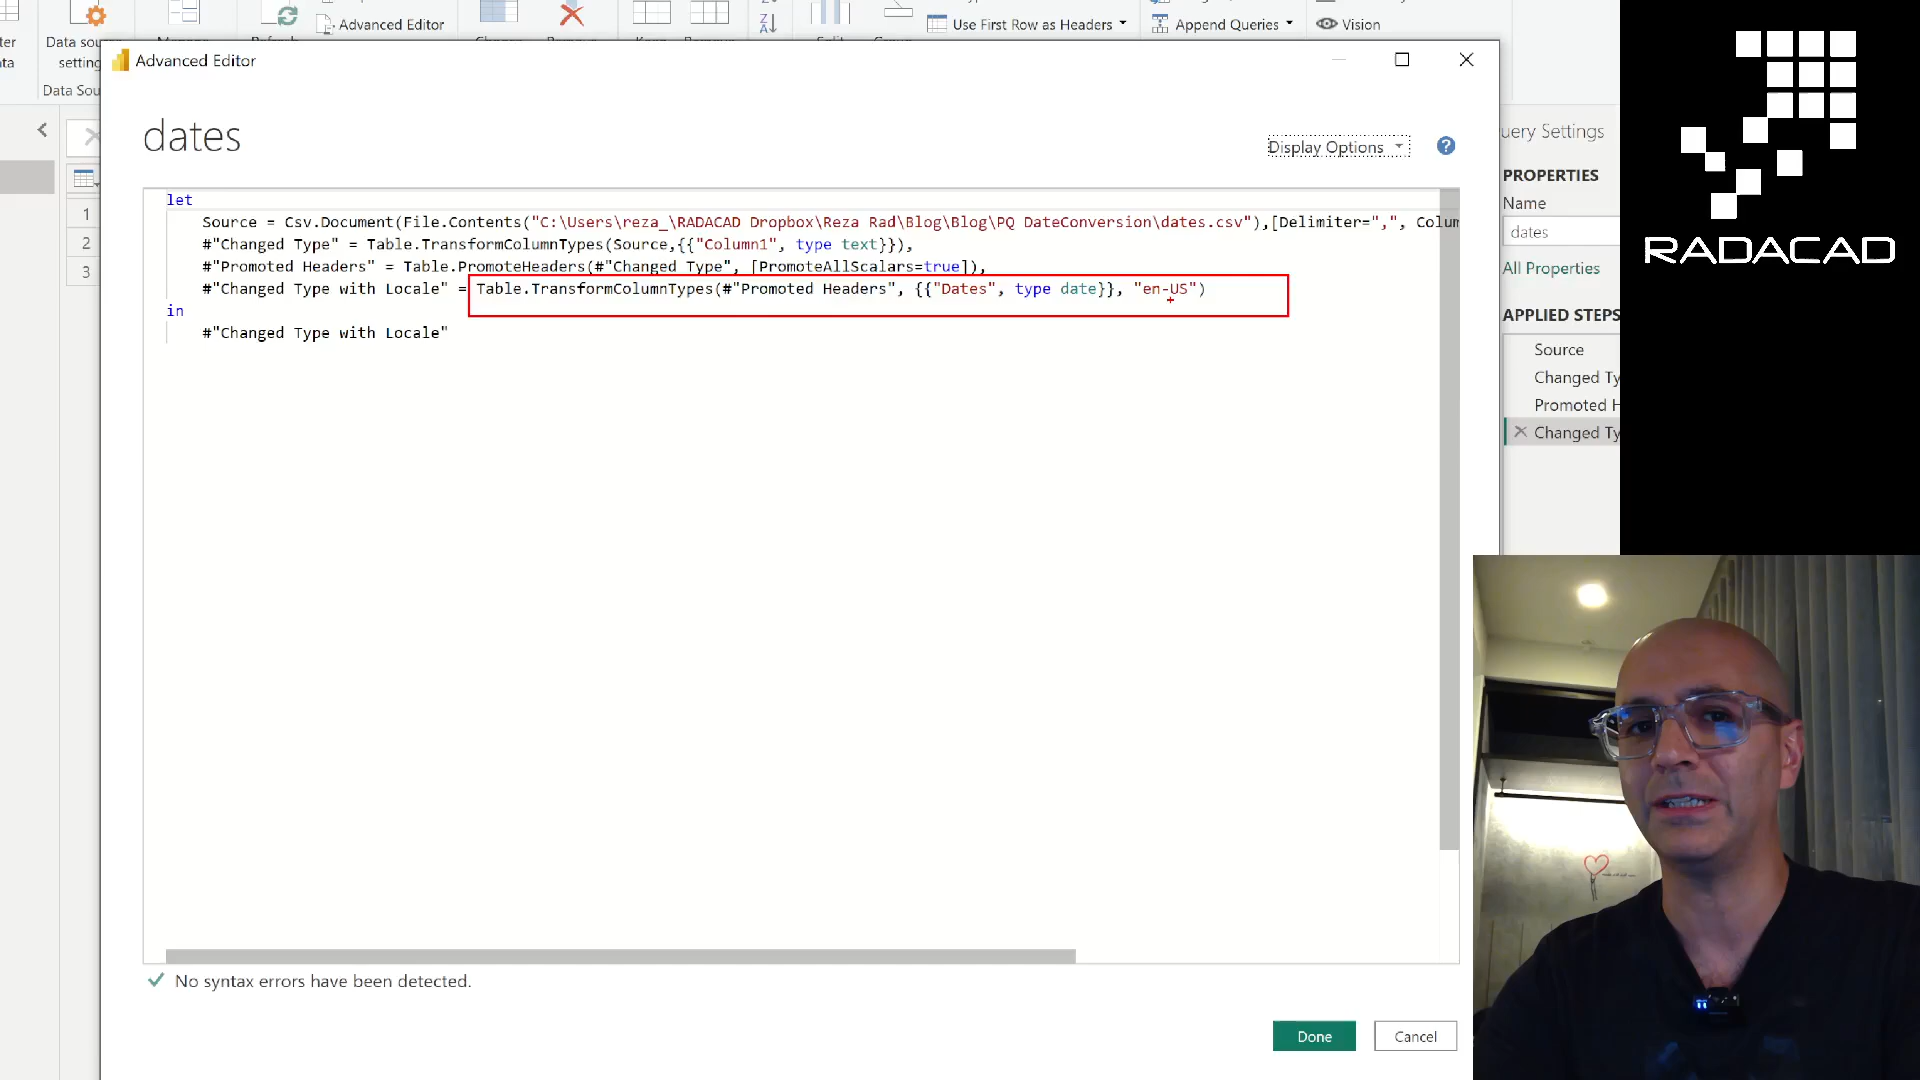 Advanced Editor
Use First Row as Headers
Append Queries
Vision
Data sou
setting
Data Sou
Advanced Editor
dates
Display Options
?
let
Source = Csv.Document(File.Contents("C:\Users\reza_\RADACAD Dropbox\Reza Rad\Blog\Blog\PQ DateConversion\dates.csv"),[Delimiter=",", Colum
#"Changed Type" = Table.TransformColumnTypes(Source,{{"Column1", type text}}),
#"Promoted Headers" = Table.PromoteHeaders(#"Changed Type", [PromoteAllScalars=true]),
#"Changed Type with Locale" = Table.TransformColumnTypes(#"Promoted Headers", {{"Dates", type date}}, "en-US")
in
#"Changed Type with Locale"
1
2
3
No syntax errors have been detected.
Done
Cancel
uery Settings
PROPERTIES
Name
dates
All Properties
APPLIED STEPS
Source
Changed Ty
Promoted H
Changed Ty
RADACAD